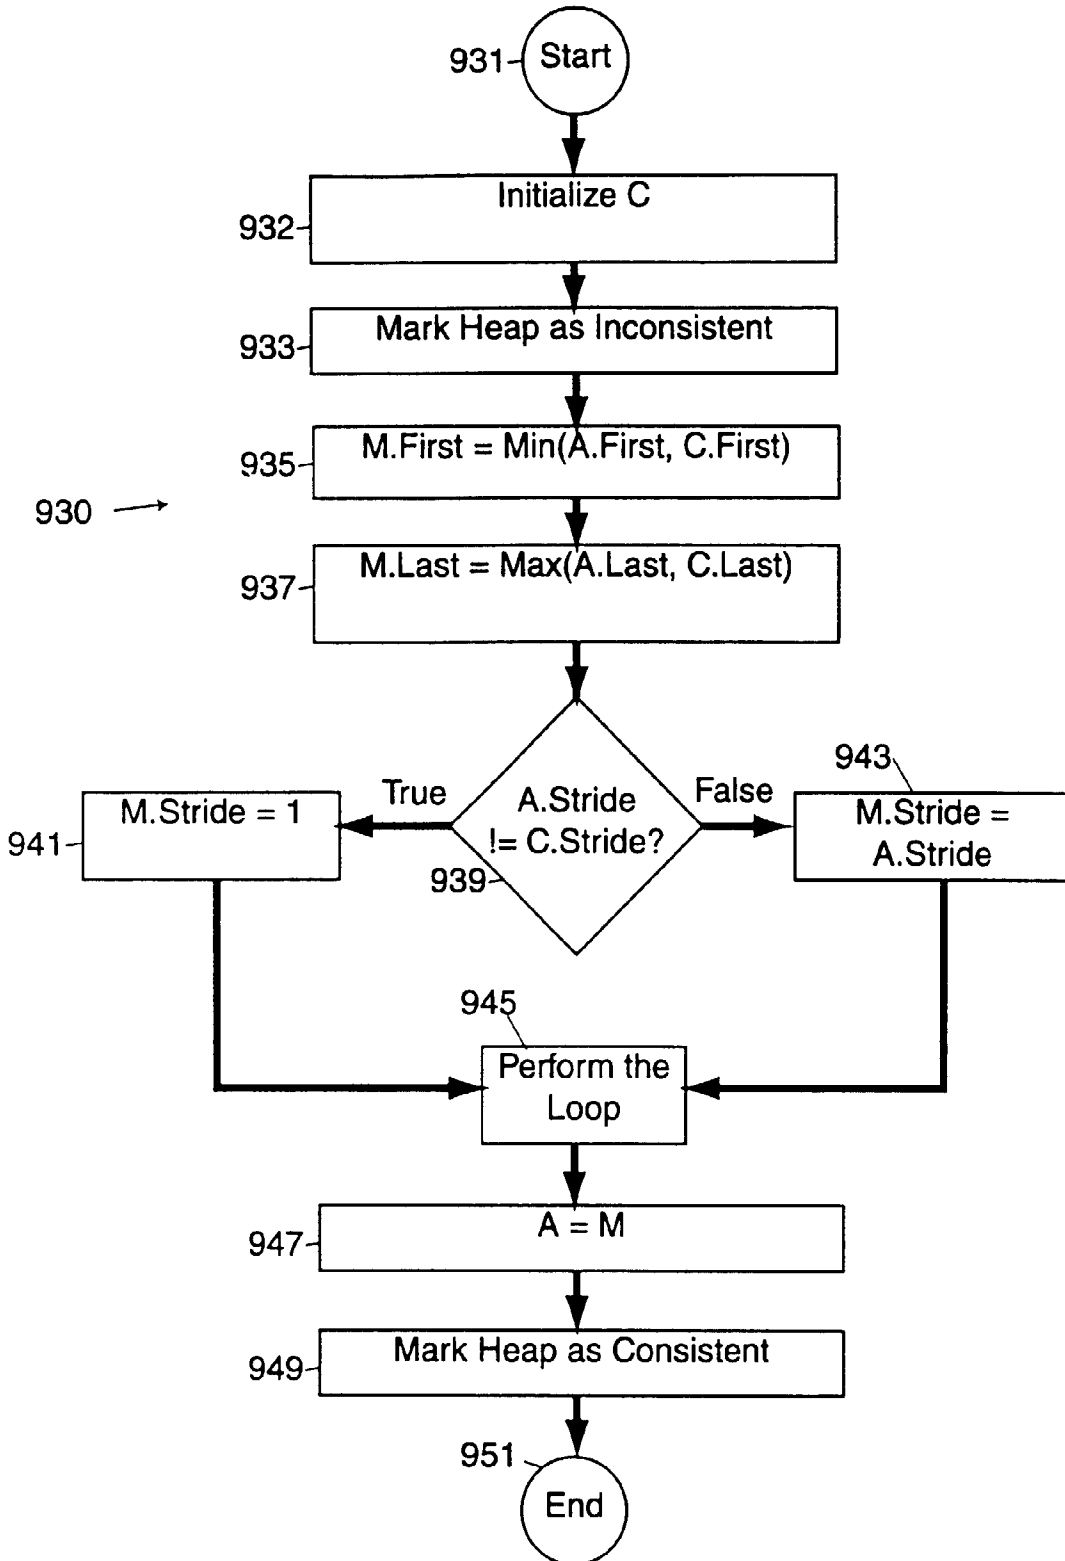 931
Start
Initialize C
932
Mark Heap as Inconsistent
933
M.First = Min(A.First, C.First)
935
930
M.Last = Max(A.Last, C.Last)
937
943
True
False
M.Stride = 1
A.Stride
!= C.Stride?
M.Stride =
A.Stride
941
939
945
Perform the
Loop
A = M
947
Mark Heap as Consistent
949
951
End